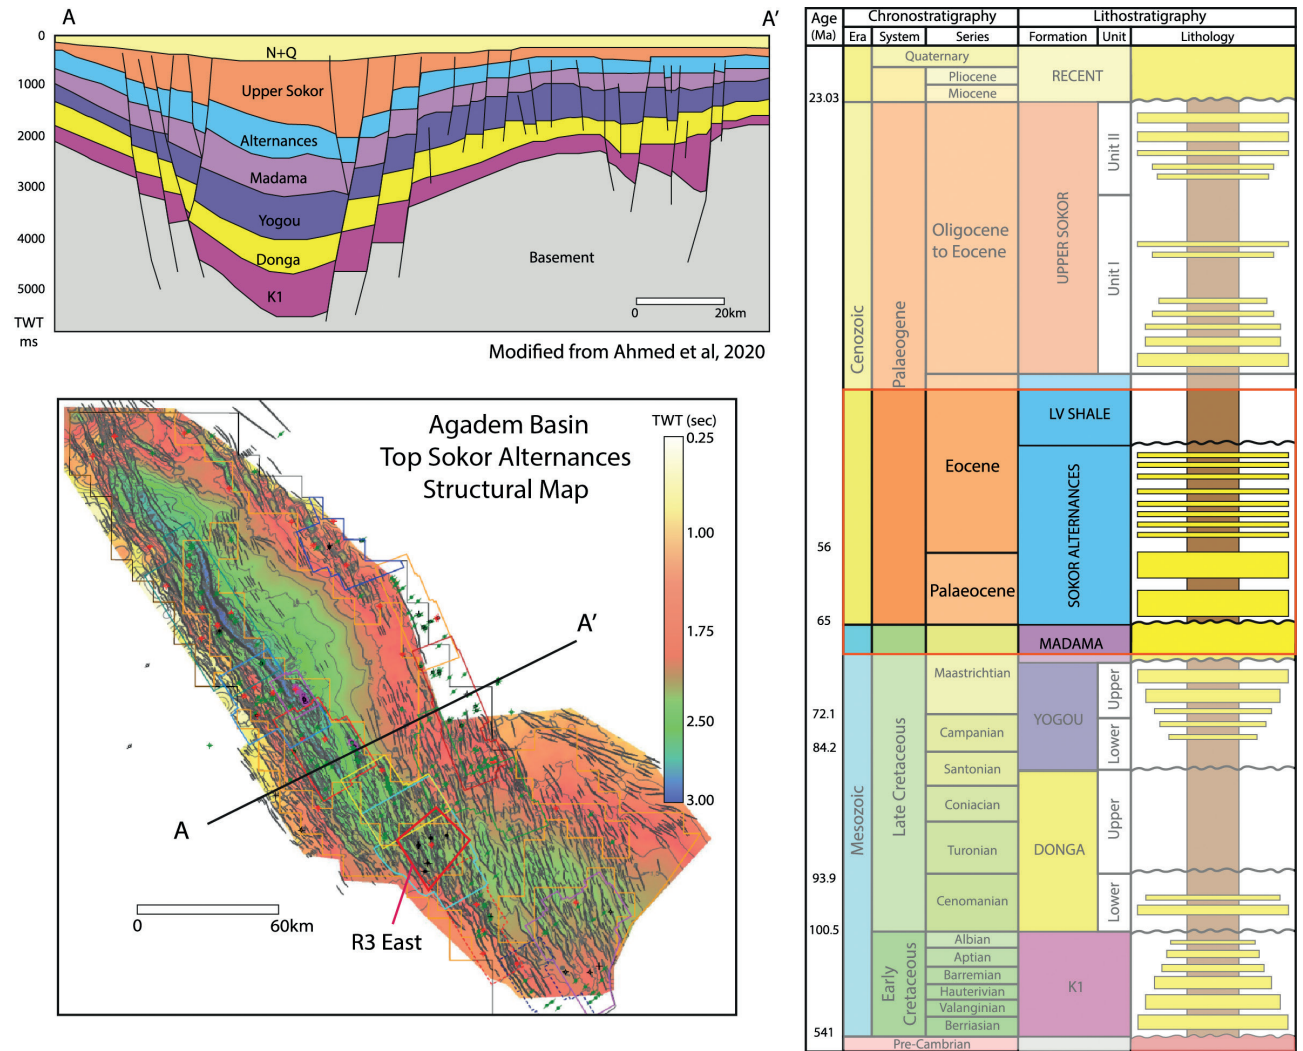 A
A'
0
1000
2000
3000
4000
5000
TWT
ms
N+Q
Upper Sokor
Alternances
Madama
Yogou
Donga
K1
Basement
0
20km
Modified from Ahmed et al, 2020
Agadem Basin
Top Sokor Alternances
Structural Map
TWT (sec)
0.25
1.00
1.75
2.50
3.00
A'
A
R3 East
0
60km
Age
(Ma)
Chronostratigraphy
Lithostratigraphy
Era
System
Series
Formation
Unit
Lithology
23.03
56
65
72.1
84.2
93.9
100.5
541
Cenozoic
Mesozoic
Quaternary
Palaeogene
Late Cretaceous
Early
Cretaceous
Pre-Cambrian
Pliocene
Miocene
Oligocene
to Eocene
Eocene
Palaeocene
Maastrichtian
Campanian
Santonian
Coniacian
Turonian
Cenomanian
Albian
Aptian
Barremian
Hauterivian
Valanginian
Berriasian
RECENT
UPPER SOKOR
LV SHALE
SOKOR ALTERNANCES
MADAMA
YOGOU
DONGA
K1
Unit II
Unit I
Upper
Lower
Upper
Lower